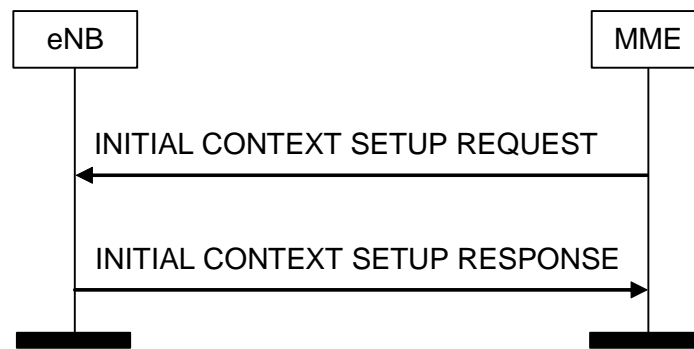 eNB
MME
INITIAL CONTEXT SETUP REQUEST
INITIAL CONTEXT SETUP RESPONSE